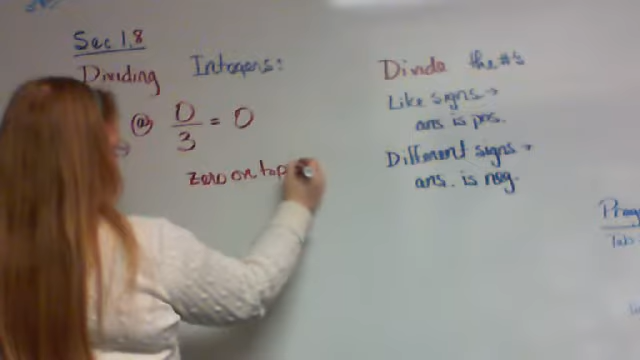 Sec 1.8
Dividing Integers:
@ 0/3 = 0
zero on top
Divide the #'s
Like signs →
ans is pos.
Different signs →
ans. is neg.